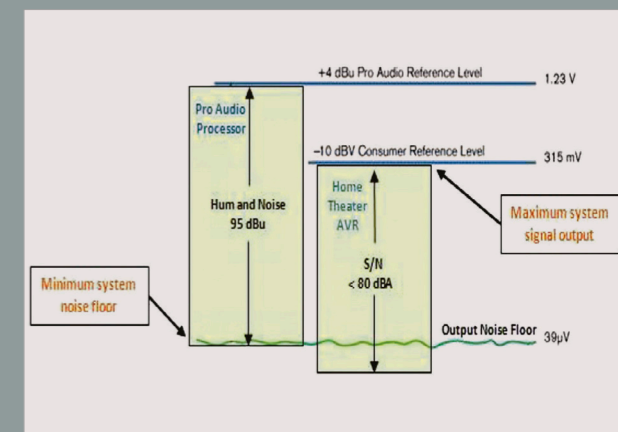 +4 dBu Pro Audio Reference Level
1.23 V
Pro Audio
Processor
–10 dBV Consumer Reference Level
315 mV
Home
Theater
AVR
Hum and Noise
95 dBu
Maximum system
signal output
S/N
< 80 dBA
Minimum system
noise floor
Output Noise Floor
39µV